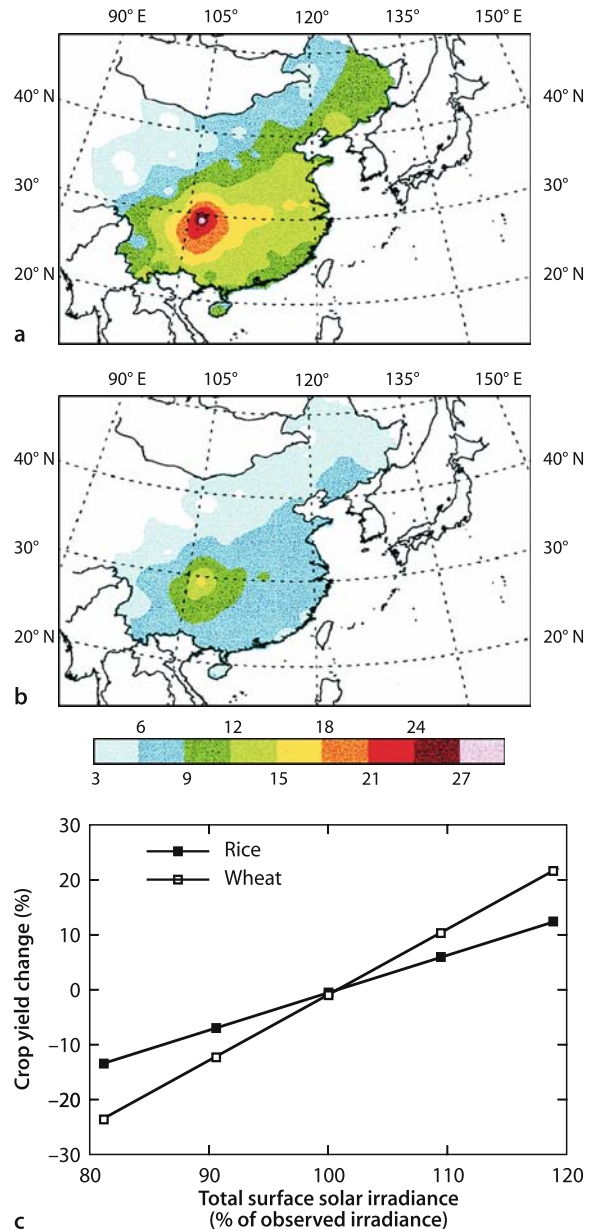 90° E 105° 120° 135° 150° E
40° N 40° N
30° 30°
20° N 20° N
a
90° E 105° 120° 135° 150° E
40° N 40° N
30° 30°
20° N 20° N
b
6 12 18 24
3 9 15 21 27
30
20
10
0
–10
–20
–30
Crop yield change (%)
Rice
Wheat
80 90 100 110 120
Total surface solar irradiance
(% of observed irradiance)
c